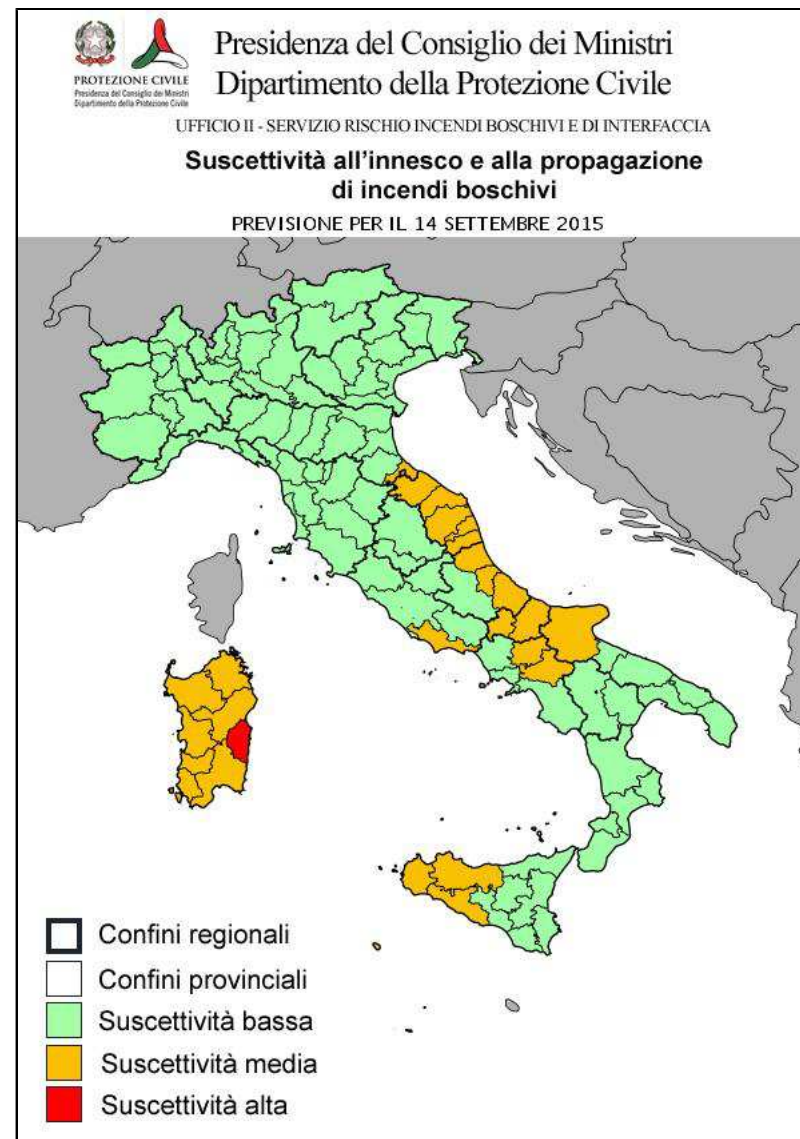 PROTEZIONE CIVILE
Presidenza del Consiglio dei Ministri
Dipartimento della Protezione Civile
Presidenza del Consiglio dei Ministri
Dipartimento della Protezione Civile
UFFICIO II - SERVIZIO RISCHIO INCENDI BOSCHIVI E DI INTERFACCIA
Suscettività all'innesco e alla propagazione
di incendi boschivi
PREVISIONE PER IL 14 SETTEMBRE 2015
Confini regionali
Confini provinciali
Suscettività bassa
Suscettività media
Suscettività alta